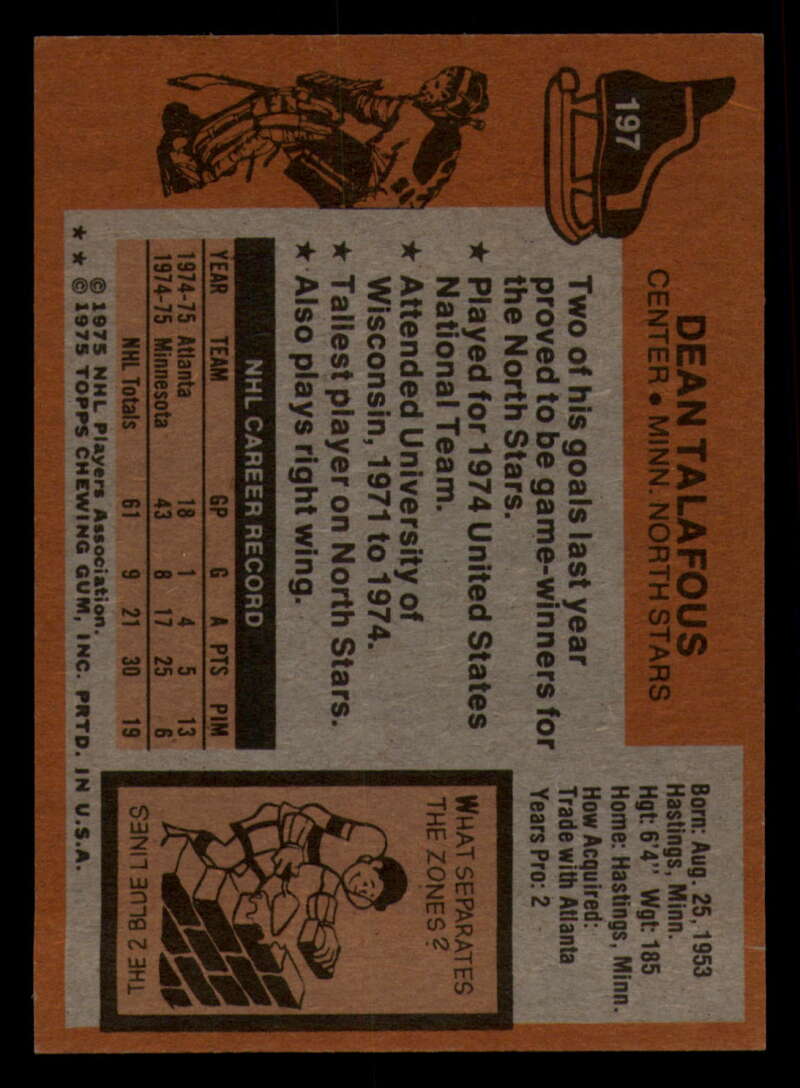 197
DEAN TALAFOUS
CENTER • MINN. NORTH STARS
Two of his goals last year
proved to be game-winners for
the North Stars.
★ Played for 1974 United States
National Team.
★ Attended University of
Wisconsin, 1971 to 1974.
★ Tallest player on North Stars.
★ Also plays right wing.
NHL CAREER RECORD
YEAR TEAM GP G A PTS PIM
1974-75 Atlanta 18 1 4 5 13
1974-75 Minnesota 43 8 17 25 6
NHL Totals 61 9 21 30 19
★ ©1975 NHL Players Association.
★ ©1975 TOPPS CHEWING GUM, INC. PRTD. IN U.S.A.
Born: Aug. 25, 1953
Hastings, Minn.
Hgt: 6'4" Wgt: 185
Home: Hastings, Minn.
How Acquired:
Trade with Atlanta
Years Pro: 2
WHAT SEPARATES
THE ZONES?
THE 2 BLUE LINES